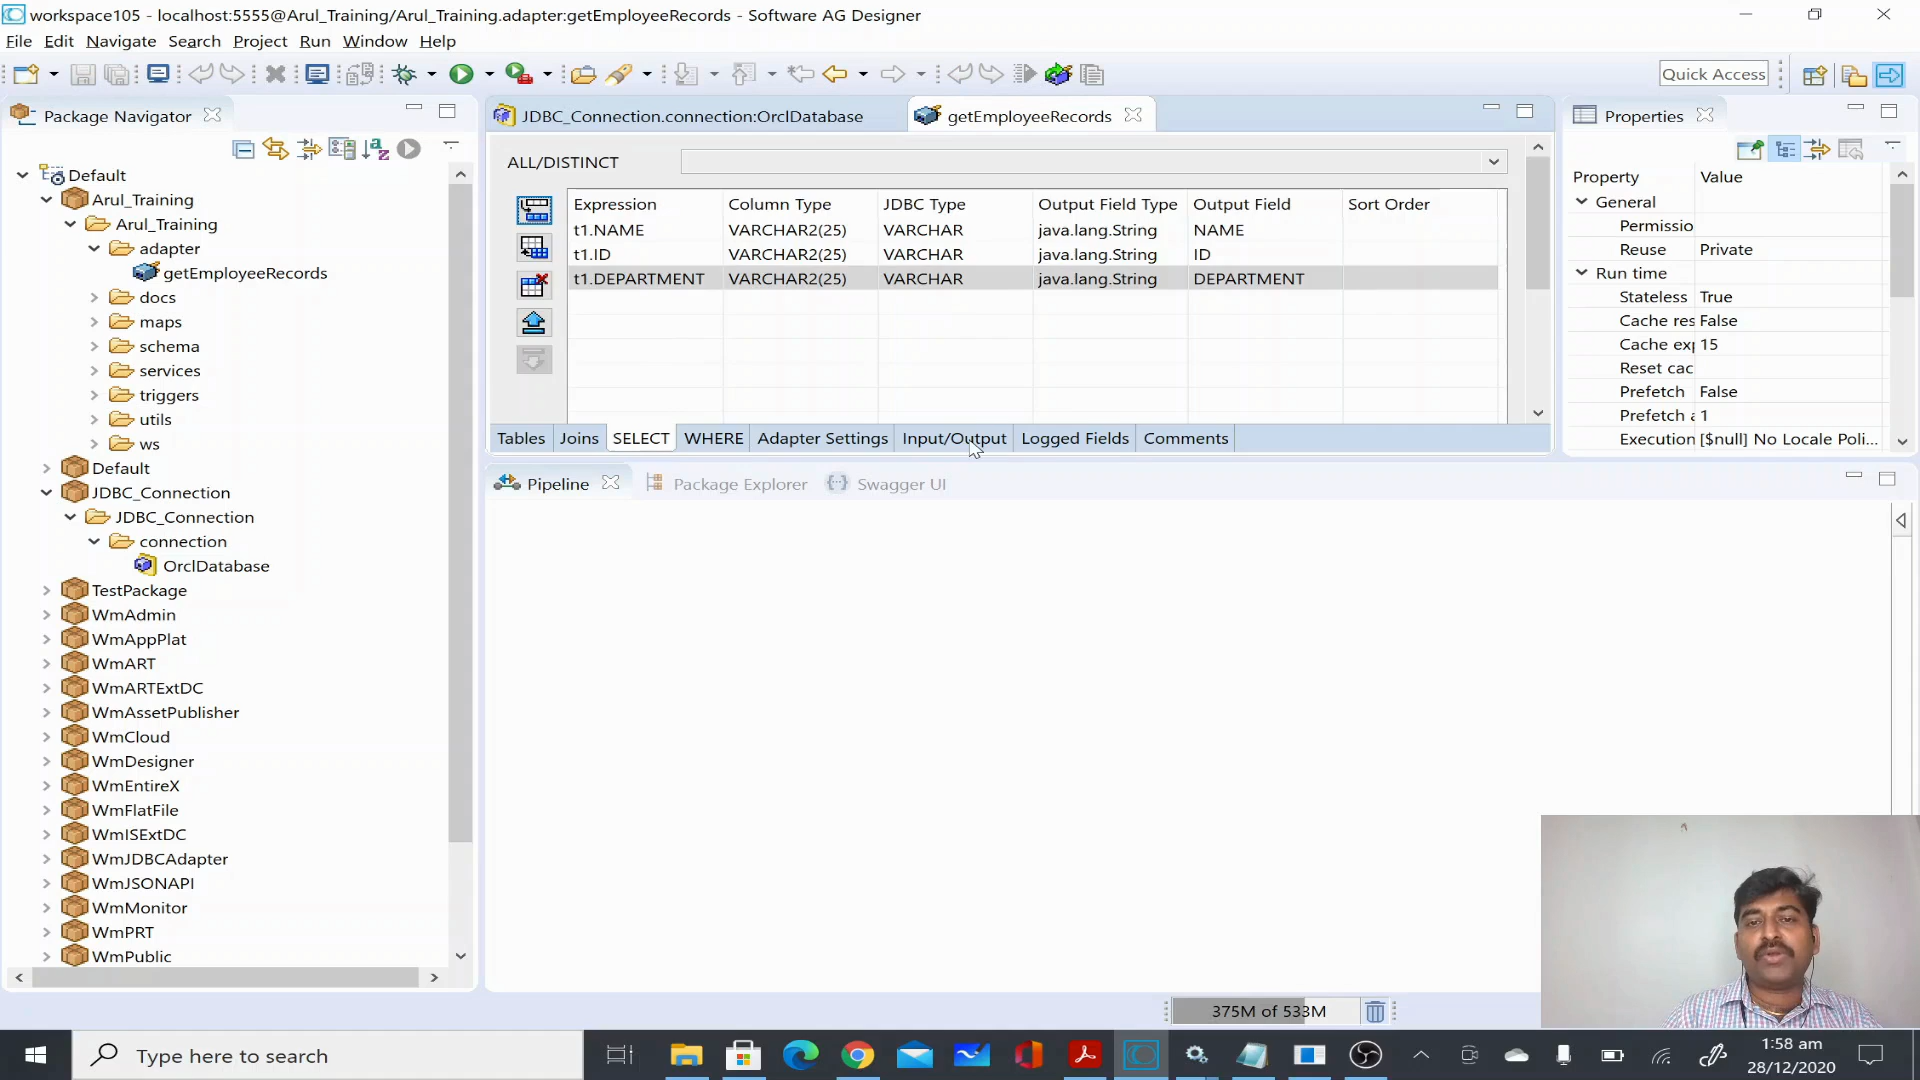 workspace105 - localhost:5555@Arul_Training/Arul_Training.adapter:getEmployeeRecords - Software AG Designer
File Edit Navigate Search Project Run Window Help
Quick Access
Package Navigator
Default
Arul_Training
Arul_Training
adapter
getEmployeeRecords
docs
maps
schema
services
triggers
utils
ws
Default
JDBC_Connection
JDBC_Connection
connection
OrclDatabase
TestPackage
WmAdmin
WmAppPlat
WmART
WmARTExtDC
WmAssetPublisher
WmCloud
WmDesigner
WmEntireX
WmFlatFile
WmISExtDC
WmJDBCAdapter
WmJSONAPI
WmMonitor
WmPRT
WmPublic
JDBC_Connection.connection:OrclDatabase getEmployeeRecords
ALL/DISTINCT
Expression Column Type JDBC Type Output Field Type Output Field Sort Order
t1.NAME VARCHAR2(25) VARCHAR java.lang.String NAME
t1.ID VARCHAR2(25) VARCHAR java.lang.String ID
t1.DEPARTMENT VARCHAR2(25) VARCHAR java.lang.String DEPARTMENT
Tables Joins SELECT WHERE Adapter Settings Input/Output Logged Fields Comments
Properties
Property Value
General
Permissio
Reuse Private
Run time
Stateless True
Cache res False
Cache exp 15
Reset cac
Prefetch False
Prefetch a 1
Execution [$null] No Locale Poli...
Pipeline Package Explorer Swagger UI
375M of 533M
Type here to search
1:58 am
28/12/2020